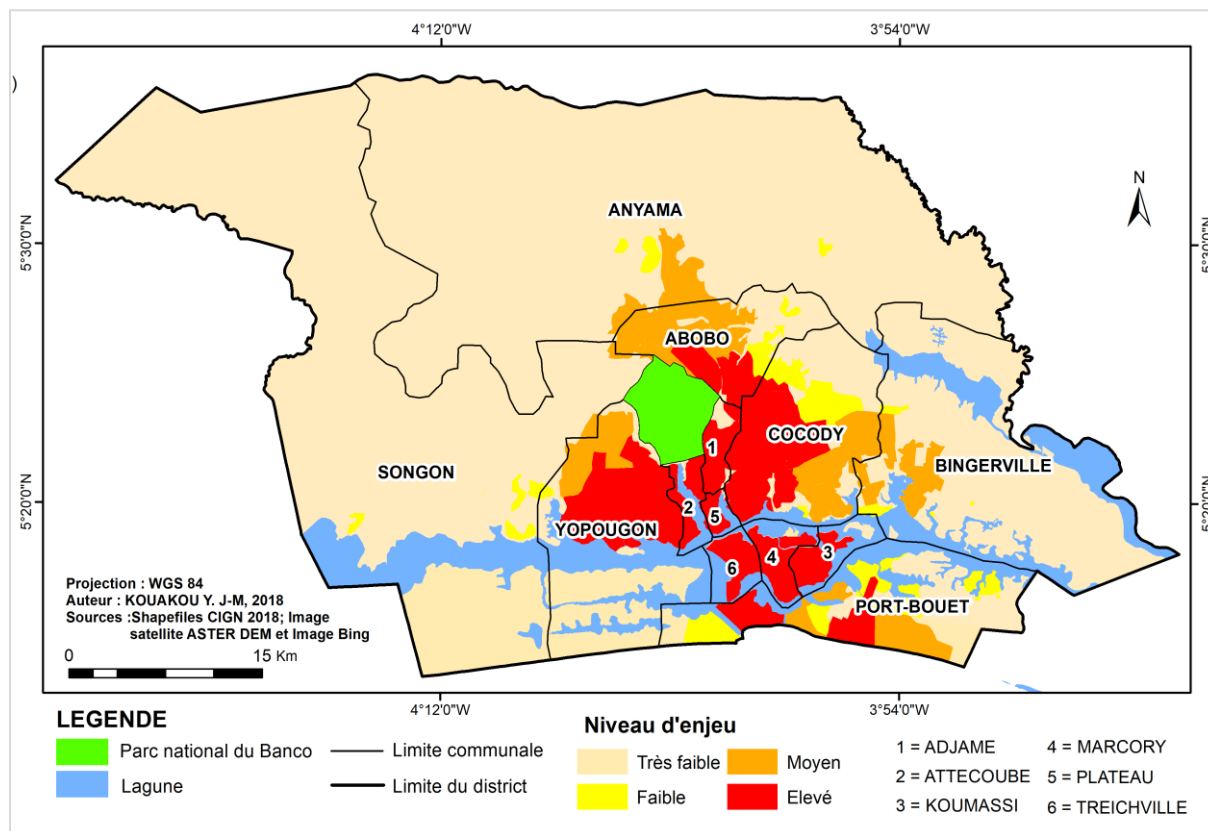 4°12'0"W
3°54'0"W
)
N
ANYAMA
5°30'0"N
5°30'0"N
ABOBO
COCODY
1
SONGON
BINGERVILLE
5°20'0"N
2
5
YOPOUGON
3
4
6
PORT-BOUET
Projection : WGS 84
Auteur : KOUAKOU Y. J-M, 2018
Sources :Shapefiles CIGN 2018; Image
satellite ASTER DEM et Image Bing
0 15 Km
4°12'0"W
3°54'0"W
LEGENDE
Parc national du Banco
Lagune
Limite communale
Limite du district
Niveau d'enjeu
Très faible
Faible
Moyen
Elevé
1 = ADJAME
2 = ATTECOUBE
3 = KOUMASSI
4 = MARCORY
5 = PLATEAU
6 = TREICHVILLE